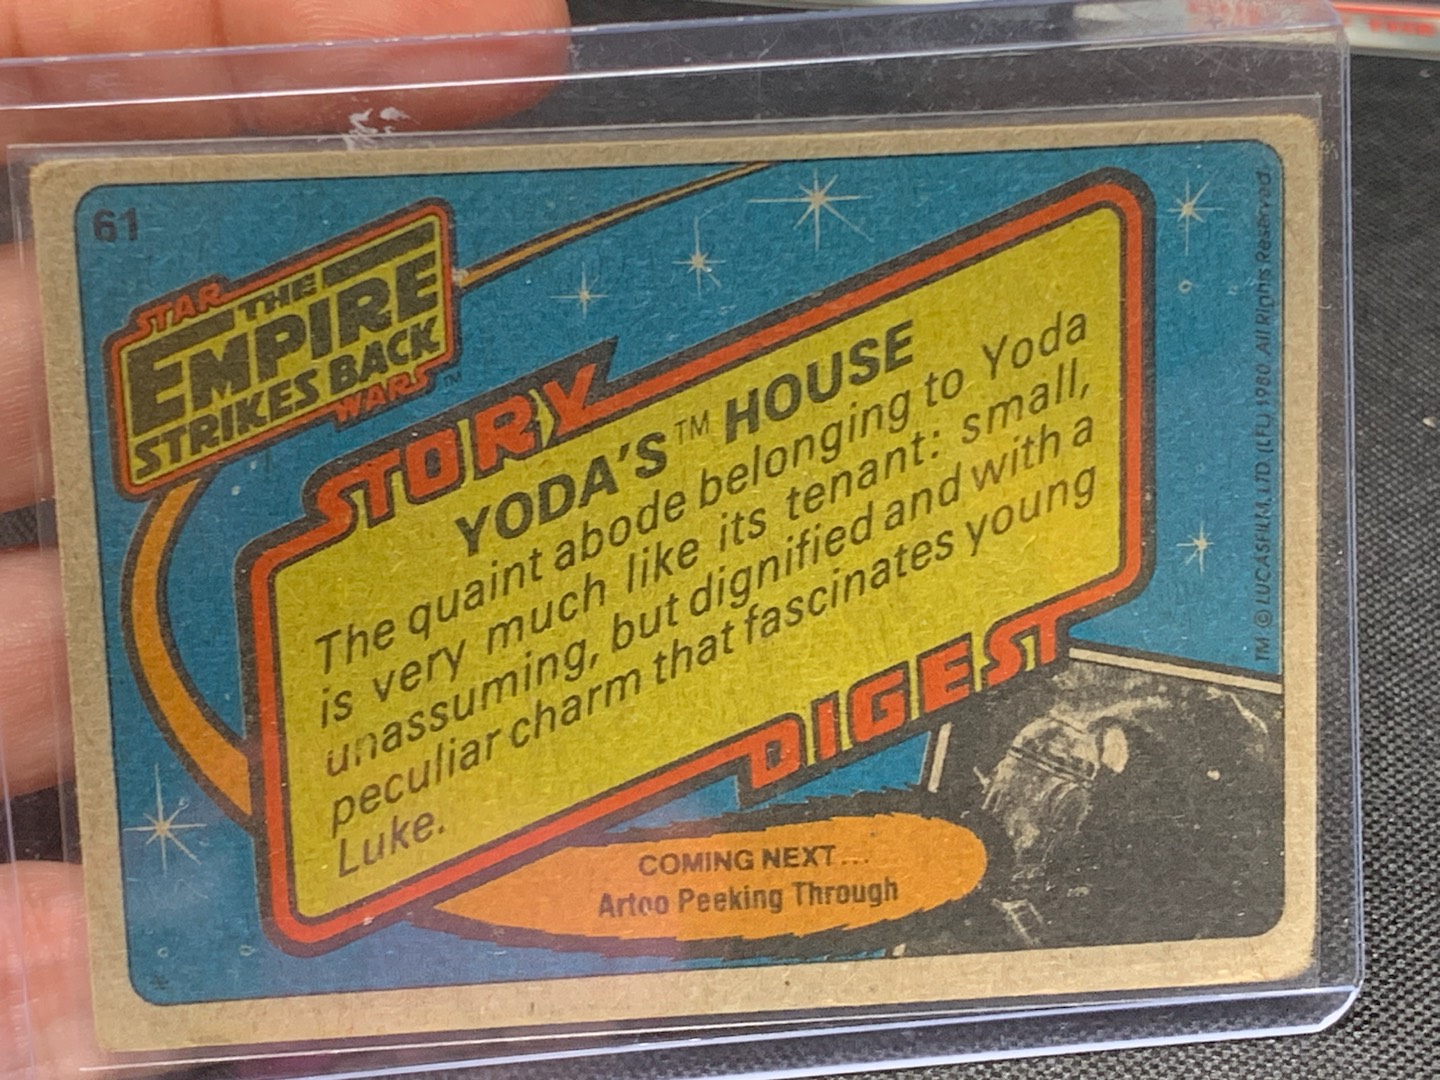 61
STAR
THE
EMPIRE
STRIKES BACK
WARS™
STORY
YODA'S™ HOUSE
The quaint abode belonging to Yoda
is very much like its tenant: small,
unassuming, but dignified and with a
peculiar charm that fascinates young
Luke.
DIGEST
COMING NEXT...
Artoo Peeking Through
TM © LUCASFILM, LTD. (LFL) 1980. All Rights Reserved.